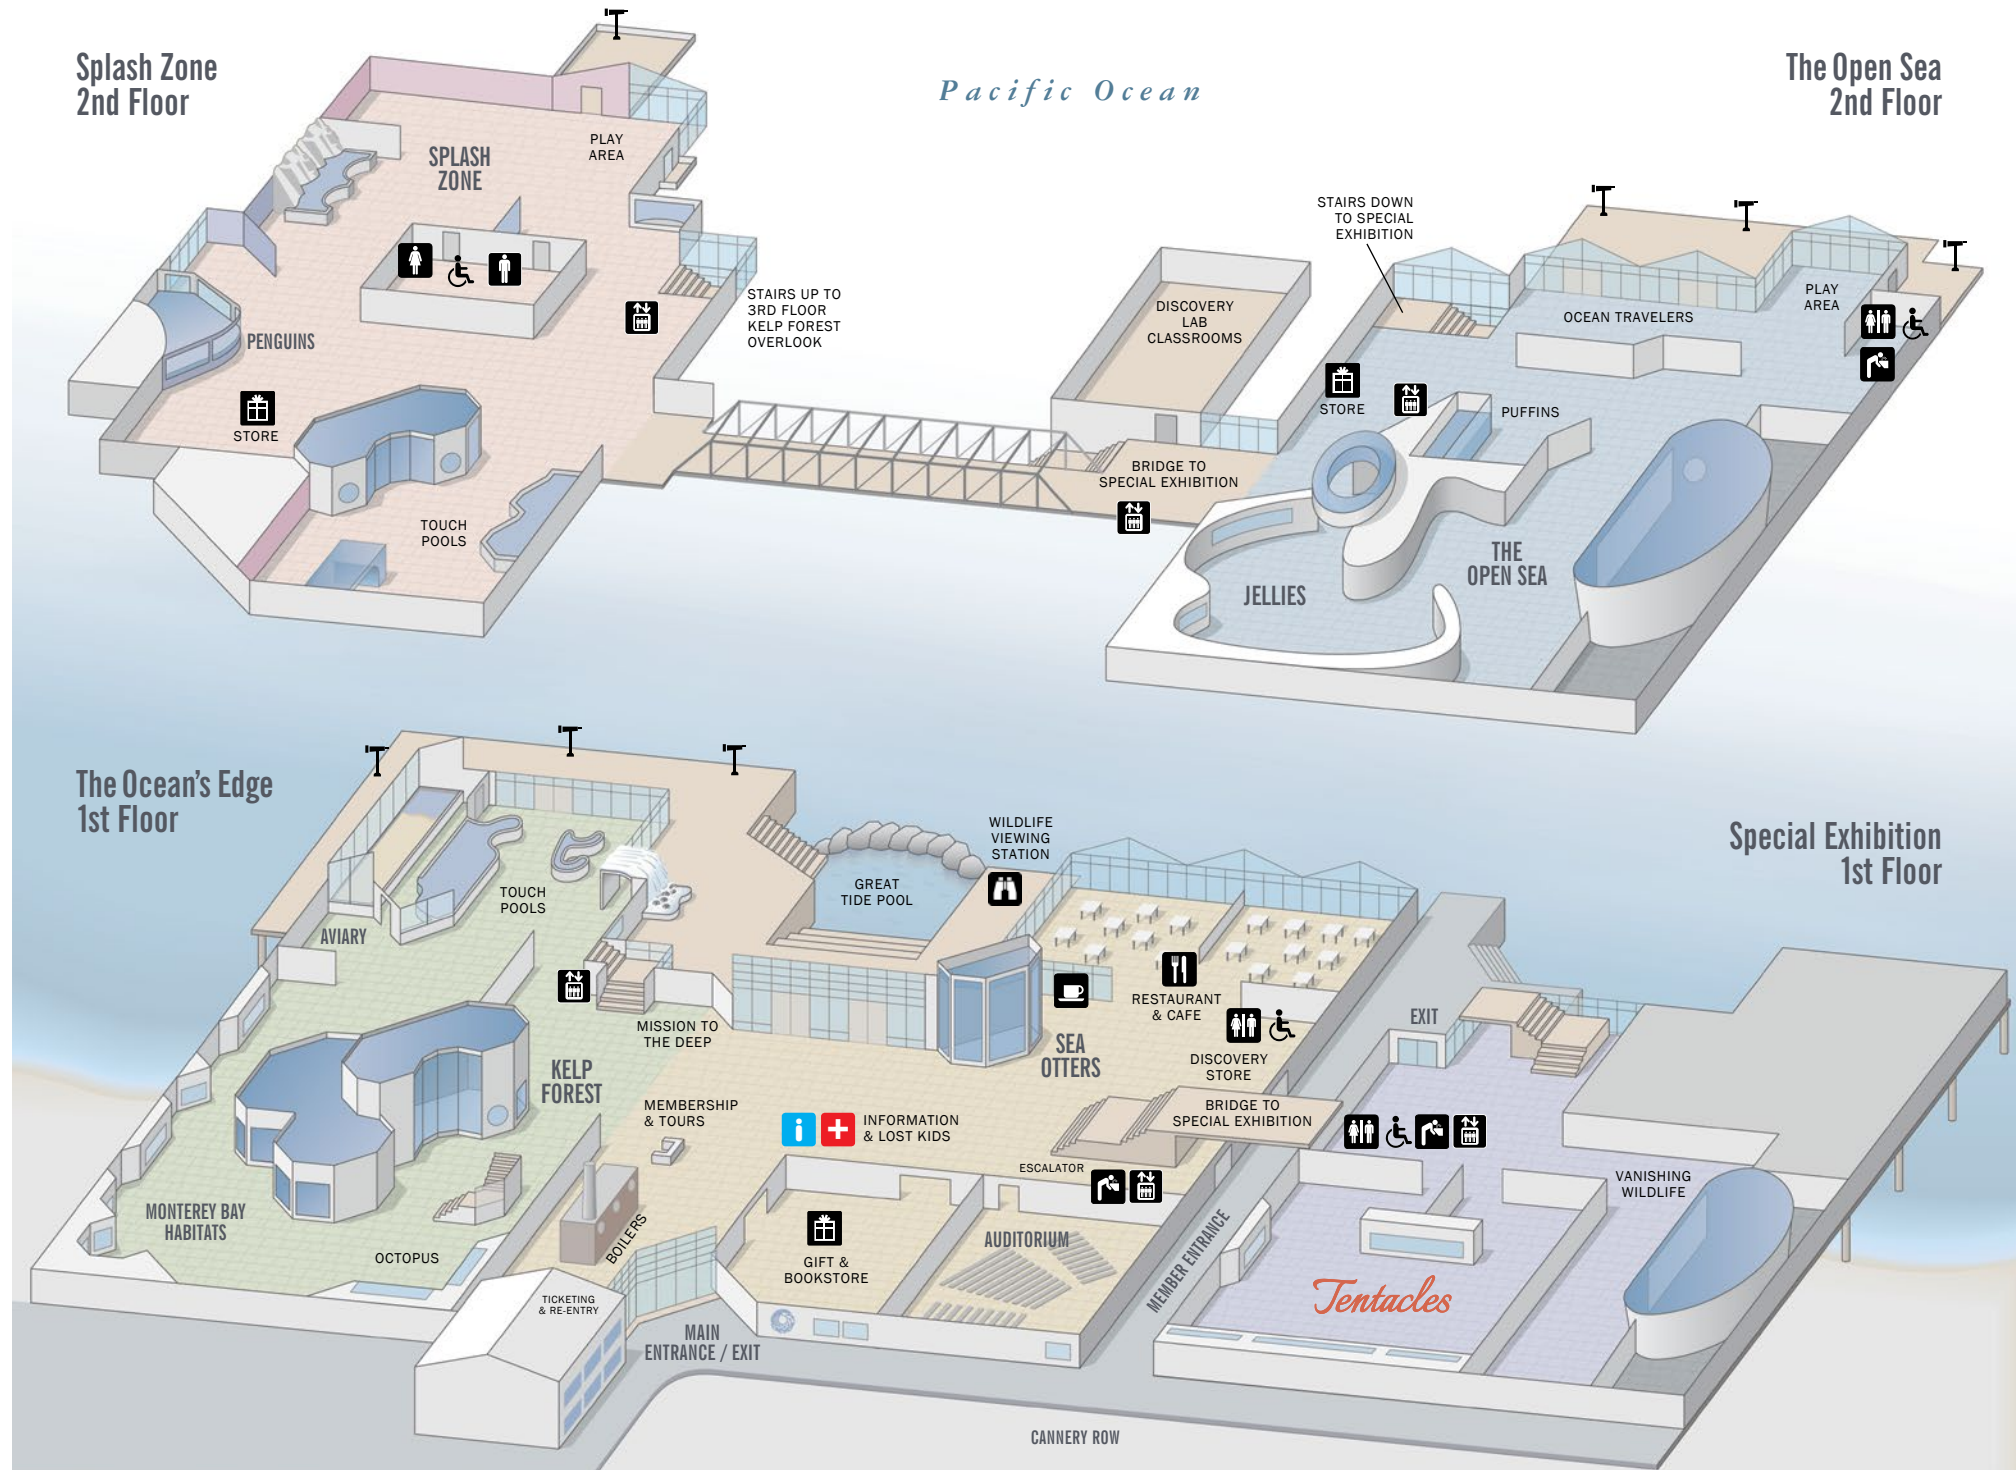 Splash Zone
2nd Floor
Pacific Ocean
The Open Sea
2nd Floor
PLAY
AREA
SPLASH
ZONE
STAIRS DOWN
TO SPECIAL
EXHIBITION
PENGUINS
STAIRS UP TO
3RD FLOOR
KELP FOREST
OVERLOOK
DISCOVERY
LAB
CLASSROOMS
OCEAN TRAVELERS
PLAY
AREA
STORE
STORE
PUFFINS
BRIDGE TO
SPECIAL EXHIBITION
TOUCH
POOLS
THE
OPEN SEA
JELLIES
The Ocean's Edge
1st Floor
Special Exhibition
1st Floor
WILDLIFE
VIEWING
STATION
TOUCH
POOLS
GREAT
TIDE POOL
AVIARY
RESTAURANT
& CAFE
EXIT
MISSION TO
THE DEEP
SEA
OTTERS
DISCOVERY
STORE
KELP
FOREST
MEMBERSHIP
& TOURS
i
INFORMATION
& LOST KIDS
BRIDGE TO
SPECIAL EXHIBITION
ESCALATOR
VANISHING
WILDLIFE
MONTEREY BAY
HABITATS
OCTOPUS
BOILERS
GIFT &
BOOKSTORE
AUDITORIUM
MEMBER ENTRANCE
Tentacles
TICKETING
& RE-ENTRY
MAIN
ENTRANCE / EXIT
CANNERY ROW